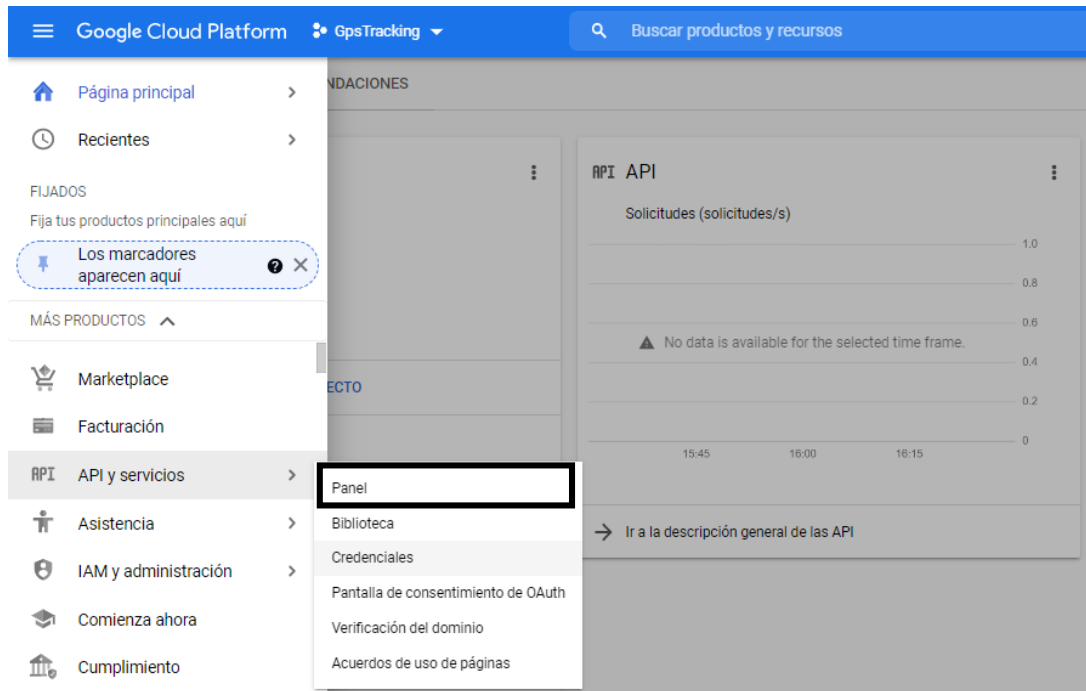 Google Cloud Platform
GpsTracking
Buscar productos y recursos
Página principal
NDACIONES
Recientes
FIJADOS
Fija tus productos principales aquí
Los marcadores
aparecen aquí
MÁS PRODUCTOS
Marketplace
Facturación
API API y servicios
Asistencia
IAM y administración
Comienza ahora
Cumplimiento
ECTO
API API
Solicitudes (solicitudes/s)
1.0
0.8
0.6
No data is available for the selected time frame.
0.4
0.2
0
15:45 16:00 16:15
Ir a la descripción general de las API
Panel
Biblioteca
Credenciales
Pantalla de consentimiento de OAuth
Verificación del dominio
Acuerdos de uso de páginas